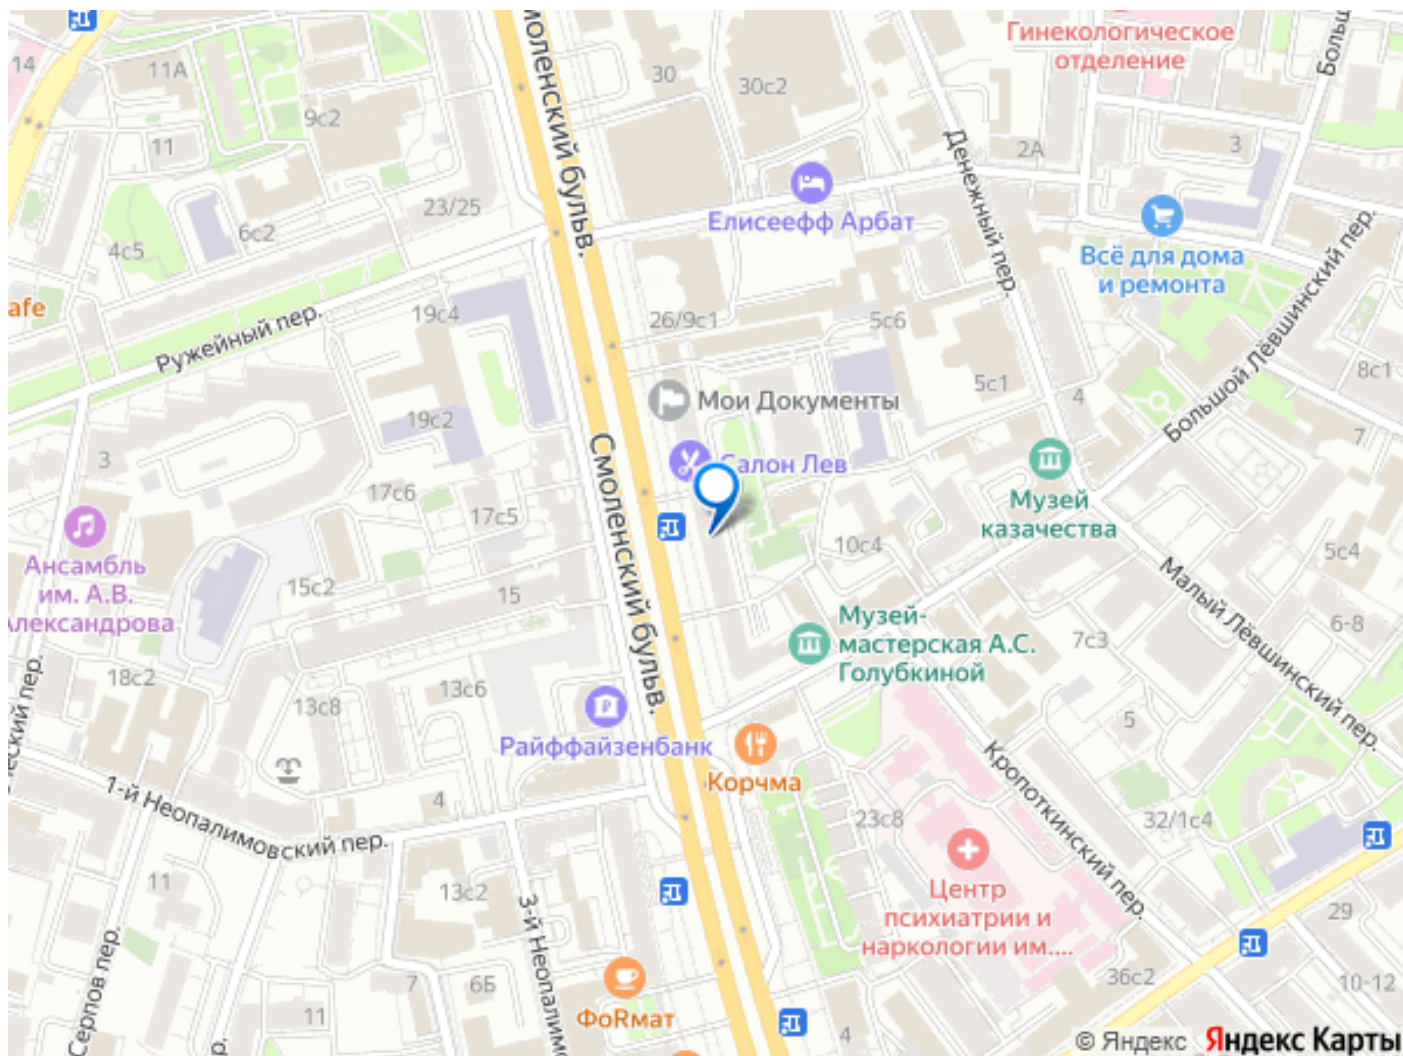 Гинекологическое
отделение
Больш
14
11А
30
30с2
моленский бульв.
9с2
11
Денежный пер.
2А
3
Елисеефф Арбат
23/25
6с2
4с5
Всё для дома
и ремонта
Большой Лёвшинский пер.
afe
Ружейный пер.
19с4
26/9с1
5с6
5с1
4
8с1
Мои Документы
19с2
7
3
Смоленский бульв.
Салон Лев
17с6
17с5
Музей
казачества
10с4
5с4
Ансамбль
им. А.В.
Александрова
15с2
15
Малый Лёвшинский пер.
Музей-
мастерская А.С.
Голубкиной
7с3
6-8
18с2
13с8
13с6
Райффайзенбанк
5
Корчма
Кропоткинский пер.
1-й Неопалимовский пер.
4
23с8
32/1с4
Центр
психиатрии и
наркологии им....
11
13с2
3-й Неопалимо
29
Серпов пер.
7
6Б
36с2
10-12
11
ФоRмат
4
© Яндекс Яндекс Карты